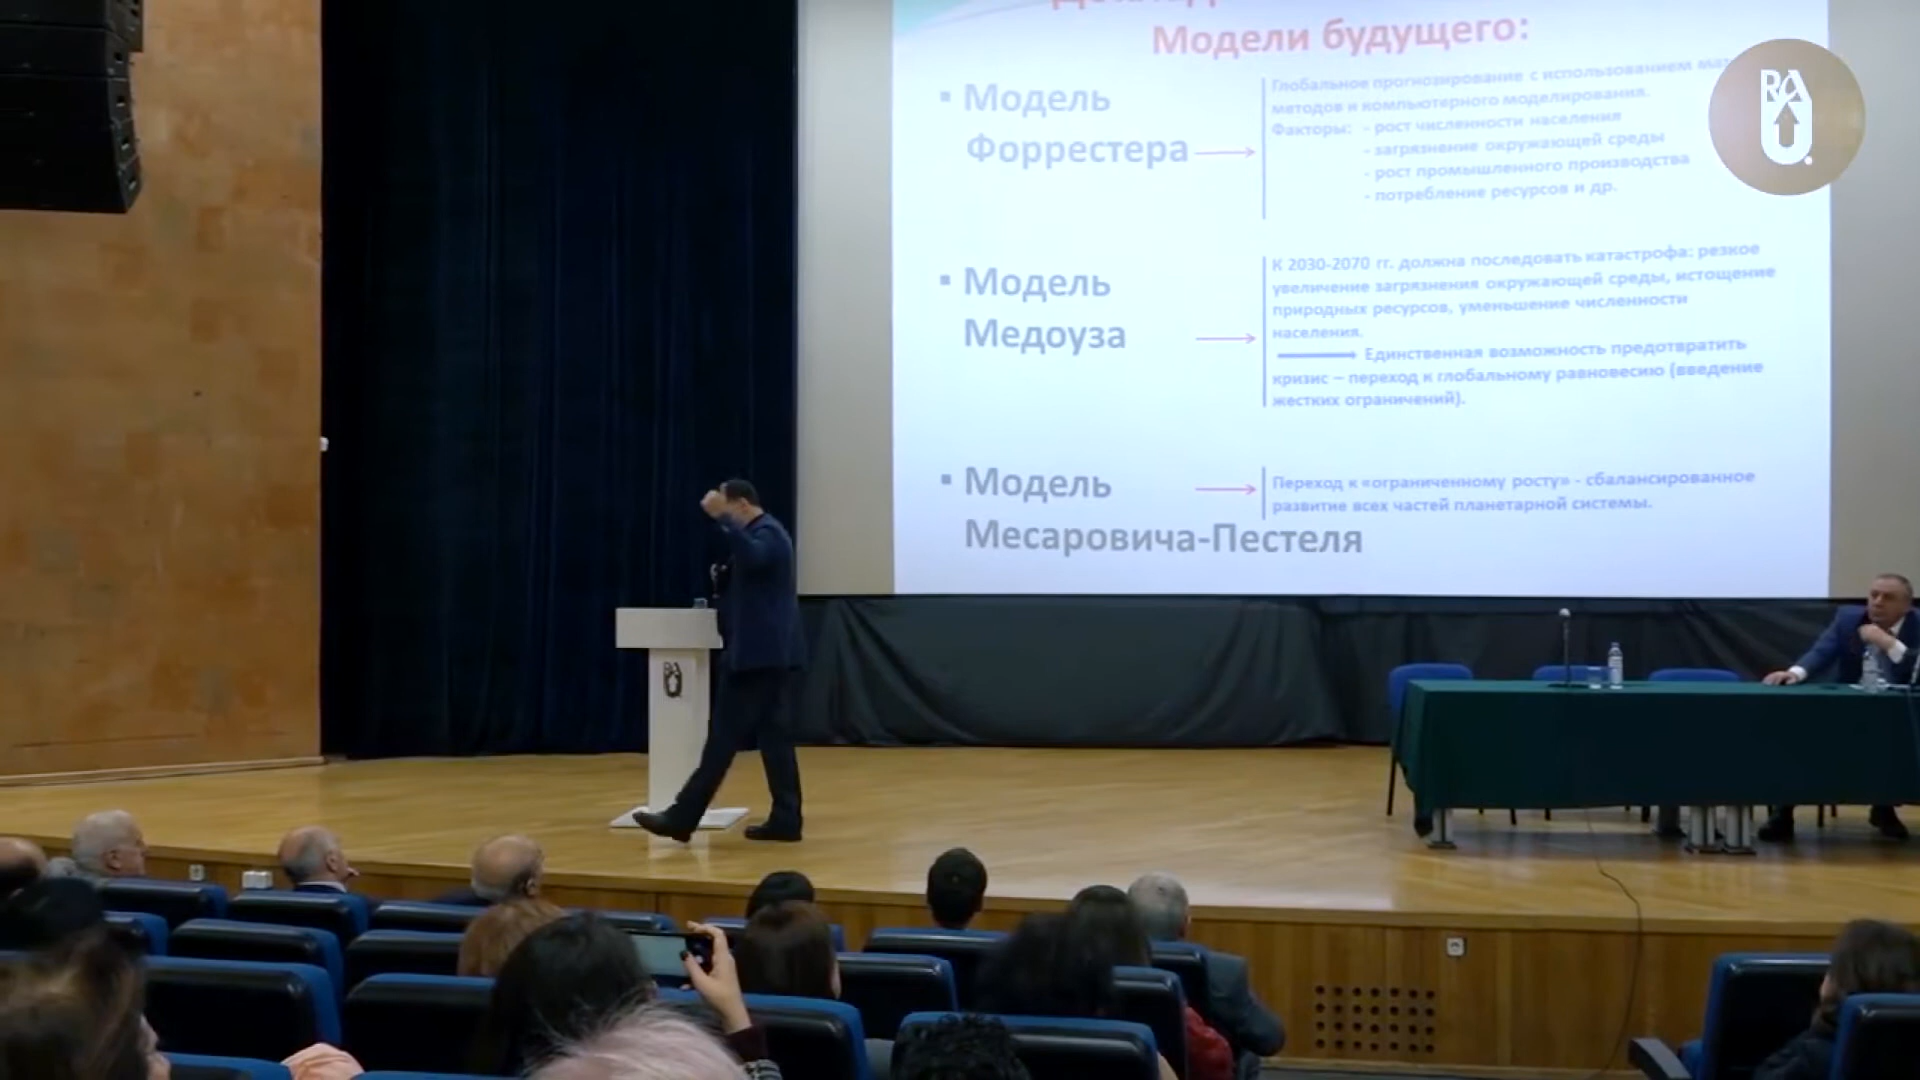 Модели будущего:
▪ Модель
Форрестера
Глобальное прогнозирование с использованием
методов и компьютерного моделирования.
Факторы: - рост численности населения
- загрязнение окружающей среды
- рост промышленного производства
- потребление ресурсов и др.
▪ Модель
Медоуза
К 2030-2070 гг. должна последовать катастрофа: резкое
увеличение загрязнения окружающей среды, истощение
природных ресурсов, уменьшение численности
населения.
Единственная возможность предотвратить
кризис – переход к глобальному равновесию (введение
жестких ограничений).
▪ Модель
Месаровича-Пестеля
Переход к «ограниченному росту» - сбалансированное
развитие всех частей планетарной системы.
RAU
RAU